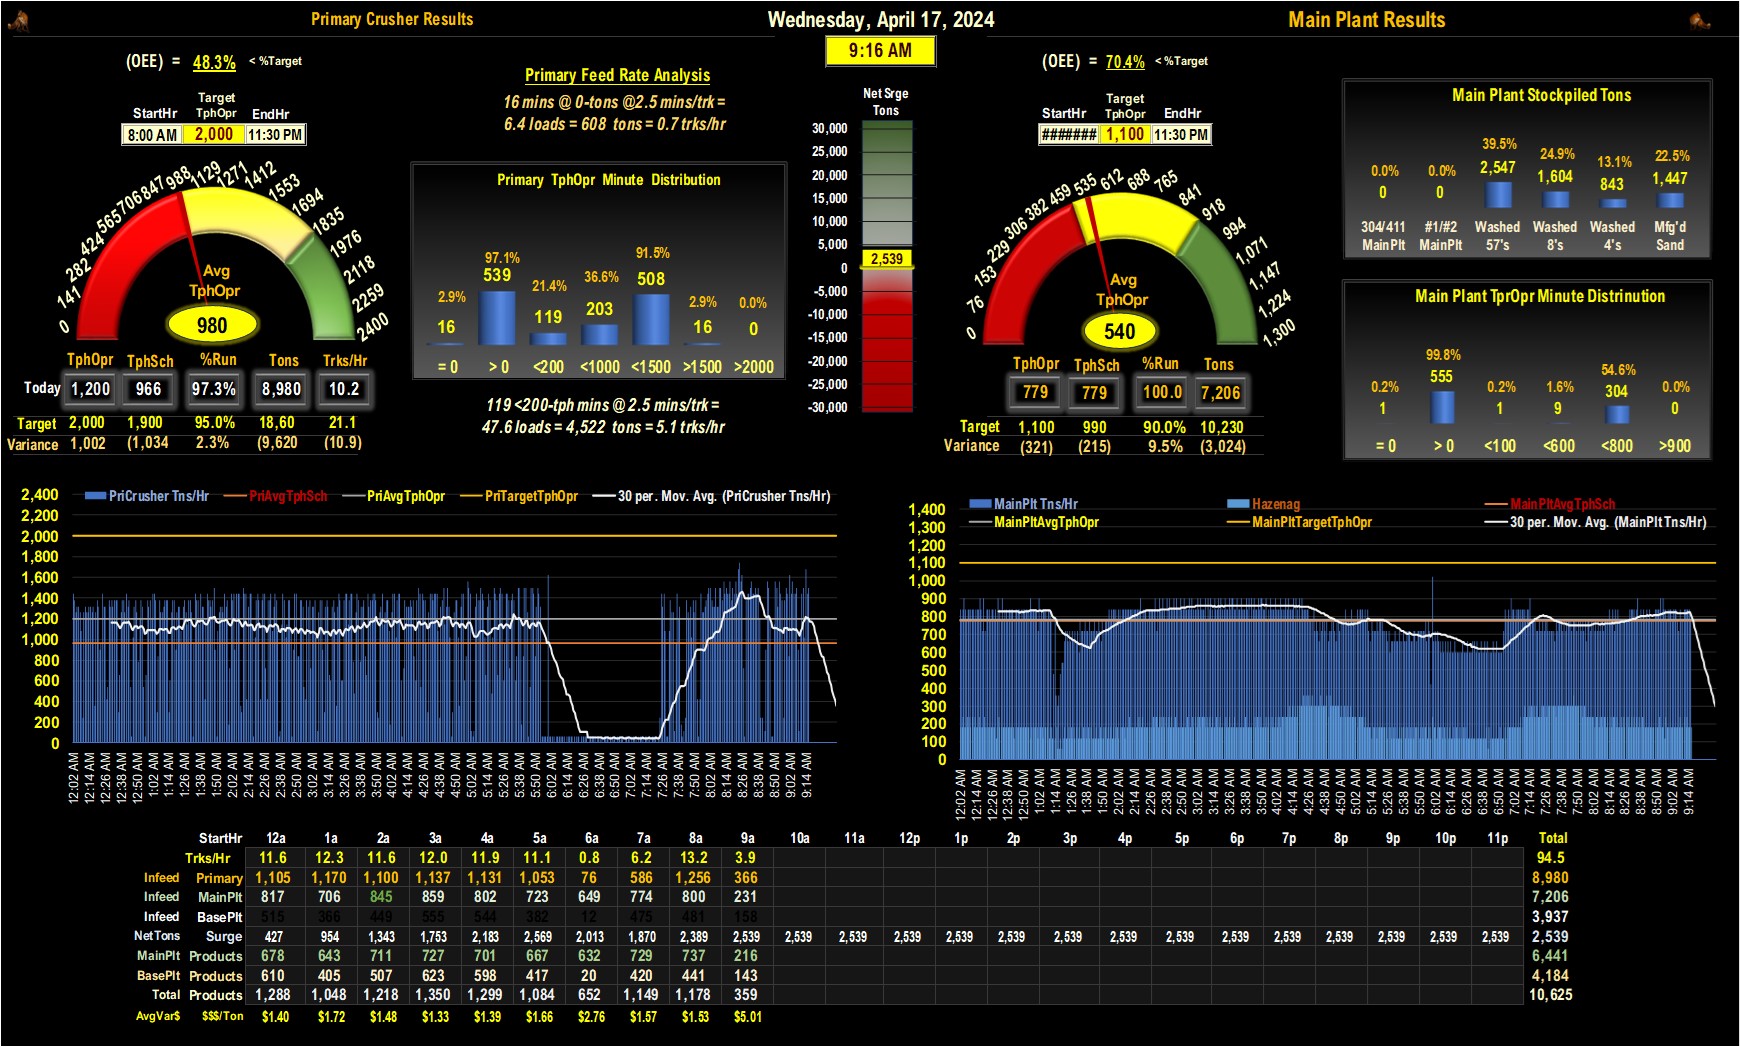 Primary Crusher Results
Wednesday, April 17, 2024
Main Plant Results
9:16 AM
(OEE) = 48.3% < %Target
Target
StartHr TphOpr EndHr
8:00 AM 2,000 11:30 PM
0 141 282 424 565 706 847 988 1129 1271 1412 1553 1694 1835 1976 2118 2259 2400
Avg
TphOpr
980
TphOpr TphSch %Run Tons Trks/Hr
Today 1,200 966 97.3% 8,980 10.2
Target 2,000 1,900 95.0% 18,60 21.1
Variance 1,002 (1,034 2.3% (9,620) (10.9)
Primary Feed Rate Analysis
16 mins @ 0-tons @2.5 mins/trk =
6.4 loads = 608 tons = 0.7 trks/hr
Primary TphOpr Minute Distribution
2.9% 97.1% 21.4% 36.6% 91.5% 2.9% 0.0%
16 539 119 203 508 16 0
= 0 > 0 <200 <1000 <1500 >1500 >2000
119 <200-tph mins @ 2.5 mins/trk =
47.6 loads = 4,522 tons = 5.1 trks/hr
Net Srge
Tons
30,000
25,000
20,000
15,000
10,000
5,000
2,539
0
-5,000
-10,000
-15,000
-20,000
-25,000
-30,000
(OEE) = 70.4% < %Target
Target
StartHr TphOpr EndHr
####### 1,100 11:30 PM
0 76 153 229 306 382 459 535 612 688 765 841 918 994 1,071 1,147 1,224 1,300
Avg
TphOpr
540
TphOpr TphSch %Run Tons
779 779 100.0 7,206
Target 1,100 990 90.0% 10,230
Variance (321) (215) 9.5% (3,024)
Main Plant Stockpiled Tons
0.0% 0.0% 39.5% 24.9% 13.1% 22.5%
0 0 2,547 1,604 843 1,447
304/411 #1/#2 Washed Washed Washed Mfg'd
MainPlt MainPlt 57's 8's 4's Sand
Main Plant TprOpr Minute Distrinution
0.2% 99.8% 0.2% 1.6% 54.6% 0.0%
1 555 1 9 304 0
= 0 > 0 <100 <600 <800 >900
PriCrusher Tns/Hr PriAvgTphSch PriAvgTphOpr PriTargetTphOpr 30 per. Mov. Avg. (PriCrusher Tns/Hr)
2,400
2,200
2,000
1,800
1,600
1,400
1,200
1,000
800
600
400
200
0
12:02 AM 12:14 AM 12:26 AM 12:38 AM 12:50 AM 1:02 AM 1:14 AM 1:26 AM 1:38 AM 1:50 AM 2:02 AM 2:14 AM 2:26 AM 2:38 AM 2:50 AM 3:02 AM 3:14 AM 3:26 AM 3:38 AM 3:50 AM 4:02 AM 4:14 AM 4:26 AM 4:38 AM 4:50 AM 5:02 AM 5:14 AM 5:26 AM 5:38 AM 5:50 AM 6:02 AM 6:14 AM 6:26 AM 6:38 AM 6:50 AM 7:02 AM 7:14 AM 7:26 AM 7:38 AM 7:50 AM 8:02 AM 8:14 AM 8:26 AM 8:38 AM 8:50 AM 9:02 AM 9:14 AM
MainPlt Tns/Hr Hazenag MainPltAvgTphSch
MainPltAvgTphOpr MainPltTargetTphOpr 30 per. Mov. Avg. (MainPlt Tns/Hr)
1,400
1,300
1,200
1,100
1,000
900
800
700
600
500
400
300
200
100
0
12:02 AM 12:14 AM 12:26 AM 12:38 AM 12:50 AM 1:02 AM 1:14 AM 1:26 AM 1:38 AM 1:50 AM 2:02 AM 2:14 AM 2:26 AM 2:38 AM 2:50 AM 3:02 AM 3:14 AM 3:26 AM 3:38 AM 3:50 AM 4:02 AM 4:14 AM 4:26 AM 4:38 AM 4:50 AM 5:02 AM 5:14 AM 5:26 AM 5:38 AM 5:50 AM 6:02 AM 6:14 AM 6:26 AM 6:38 AM 6:50 AM 7:02 AM 7:14 AM 7:26 AM 7:38 AM 7:50 AM 8:02 AM 8:14 AM 8:26 AM 8:38 AM 8:50 AM 9:02 AM 9:14 AM
StartHr 12a 1a 2a 3a 4a 5a 6a 7a 8a 9a 10a 11a 12p 1p 2p 3p 4p 5p 6p 7p 8p 9p 10p 11p Total
Trks/Hr 11.6 12.3 11.6 12.0 11.9 11.1 0.8 6.2 13.2 3.9 94.5
Infeed Primary 1,105 1,170 1,100 1,137 1,131 1,053 76 586 1,256 366 8,980
Infeed MainPlt 817 706 845 859 802 723 649 774 800 231 7,206
Infeed BasePlt 515 366 449 555 544 382 12 475 481 158 3,937
NetTons Surge 427 954 1,343 1,753 2,183 2,569 2,013 1,870 2,389 2,539 2,539 2,539 2,539 2,539 2,539 2,539 2,539 2,539 2,539 2,539 2,539 2,539 2,539 2,539 2,539
MainPlt Products 678 643 711 727 701 667 632 729 737 216 6,441
BasePlt Products 610 405 507 623 598 417 20 420 441 143 4,184
Total Products 1,288 1,048 1,218 1,350 1,299 1,084 652 1,149 1,178 359 10,625
AvgVar$ $$$/Ton $1.40 $1.72 $1.48 $1.33 $1.39 $1.66 $2.76 $1.57 $1.53 $5.01